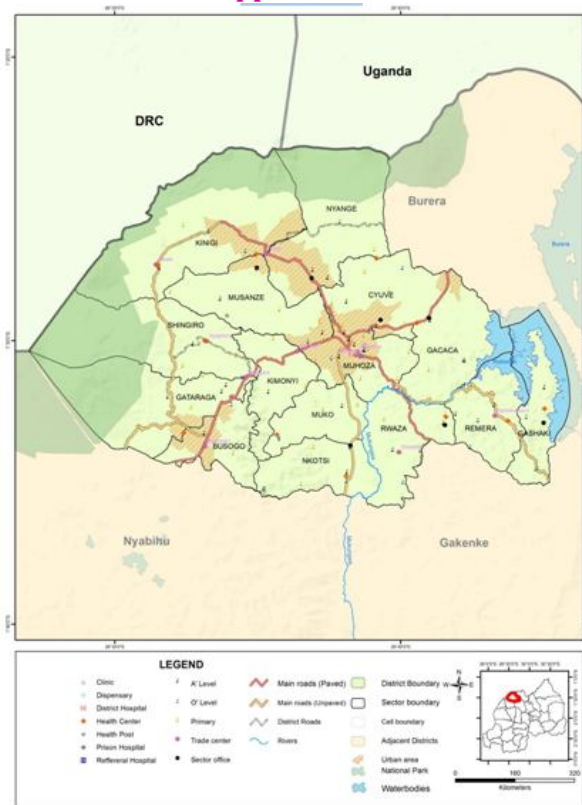 Uganda
DRC
Burera
NYANGE
KINIGI
MUSANZE
CYUVE
SHINGIRO
GACACA
MUHOZA
KIMONYI
GATARAGA
MUKO
RWAZA
REMERA
GASHAKI
BUSOGO
NKOTSI
Nyabihu
Gakenke
LEGEND
Clinic
Dispensary
District Hospital
Health Center
Health Post
Prison Hospital
Refferal Hospital
A' Level
O' Level
Primary
Trade center
Sector office
Main roads (Paved)
Main roads (Unpaved)
District Roads
Rivers
District Boundary
Sector boundary
Cell boundary
Adjacent Districts
Urban area
National Park
Waterbodies
N
W
E
S
0 160 320
Kilometers